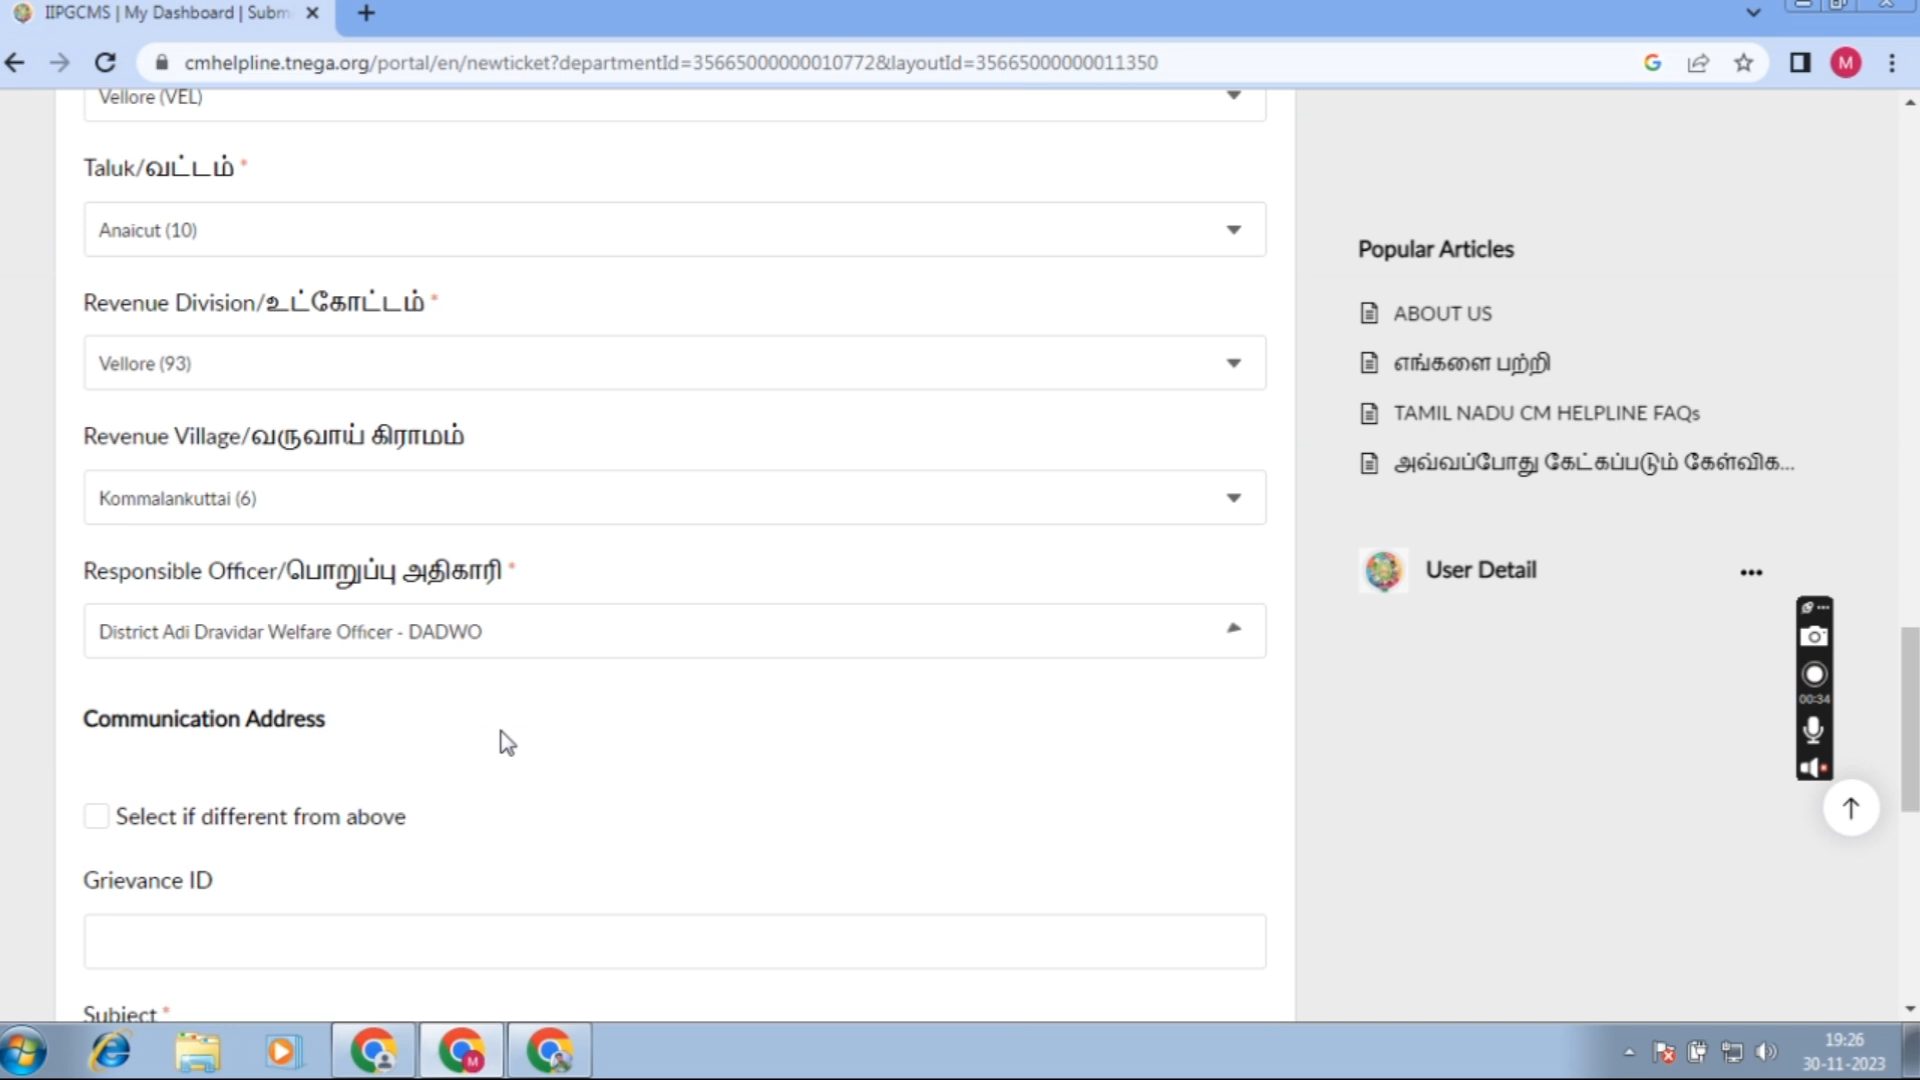 IIPGCMS | My Dashboard | Subm
cmhelpline.tnega.org/portal/en/newticket?departmentId=35665000000010772&layoutId=35665000000011350
M
Vellore (VEL)
Taluk/வட்டம் *
Anaicut (10)
Revenue Division/உட்கோட்டம் *
Vellore (93)
Revenue Village/வருவாய் கிராமம்
Kommalankuttai (6)
Responsible Officer/பொறுப்பு அதிகாரி *
District Adi Dravidar Welfare Officer - DADWO
Communication Address
Select if different from above
Grievance ID
Subject *
Popular Articles
ABOUT US
எங்களை பற்றி
TAMIL NADU CM HELPLINE FAQs
அவ்வப்போது கேட்கப்படும் கேள்விக...
User Detail
00:34
M
19:26
30-11-2023